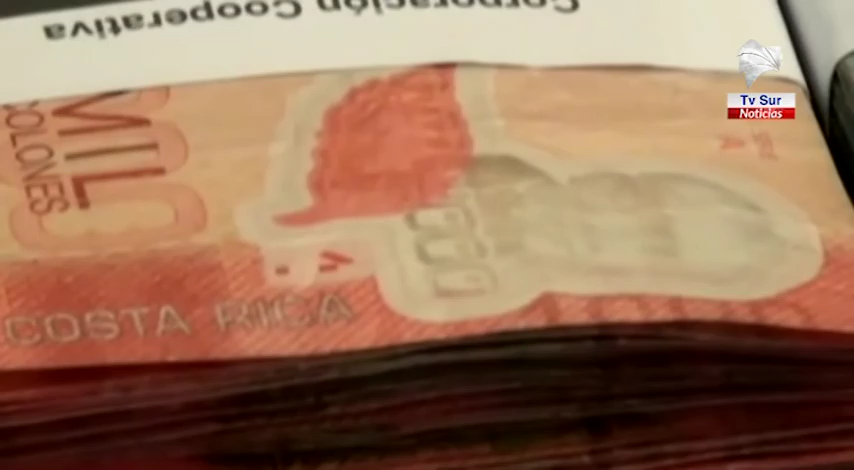 Corporación Cooperativa
Tv Sur
Noticias
MIL
COLONES
COSTA RICA